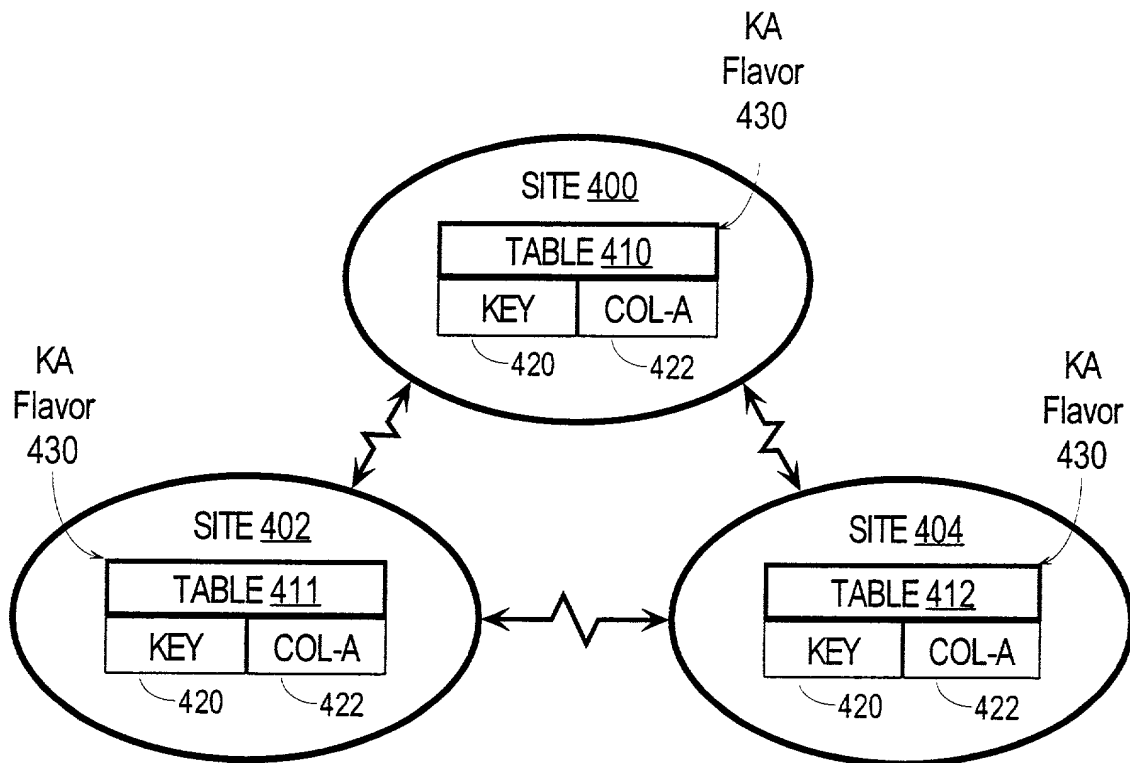 KA
Flavor
430
SITE 400
TABLE 410
KEY COL-A
420 422
KA
Flavor
430
SITE 402
TABLE 411
KEY COL-A
420 422
KA
Flavor
430
SITE 404
TABLE 412
KEY COL-A
420 422